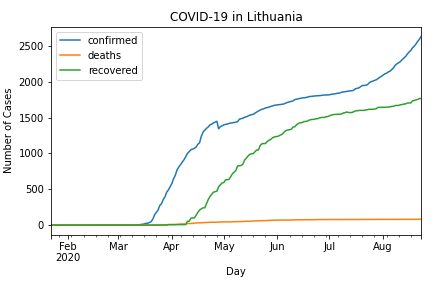 COVID-19 in Lithuania
confirmed
deaths
recovered
2500
2000
1500
1000
500
0
Number of Cases
Feb Mar Apr May Jun Jul Aug
2020
Day